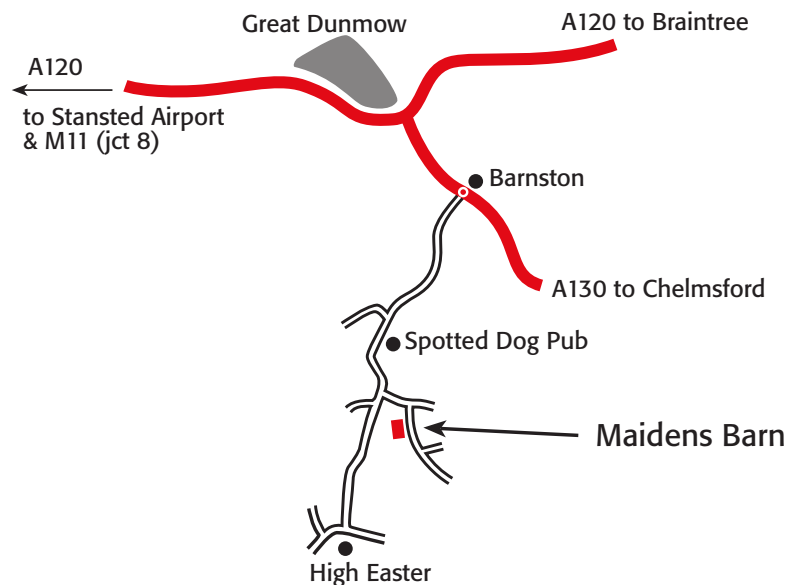 Great Dunmow
A120 to Braintree
A120
to Stansted Airport
& M11 (jct 8)
Barnston
A130 to Chelmsford
Spotted Dog Pub
Maidens Barn
High Easter